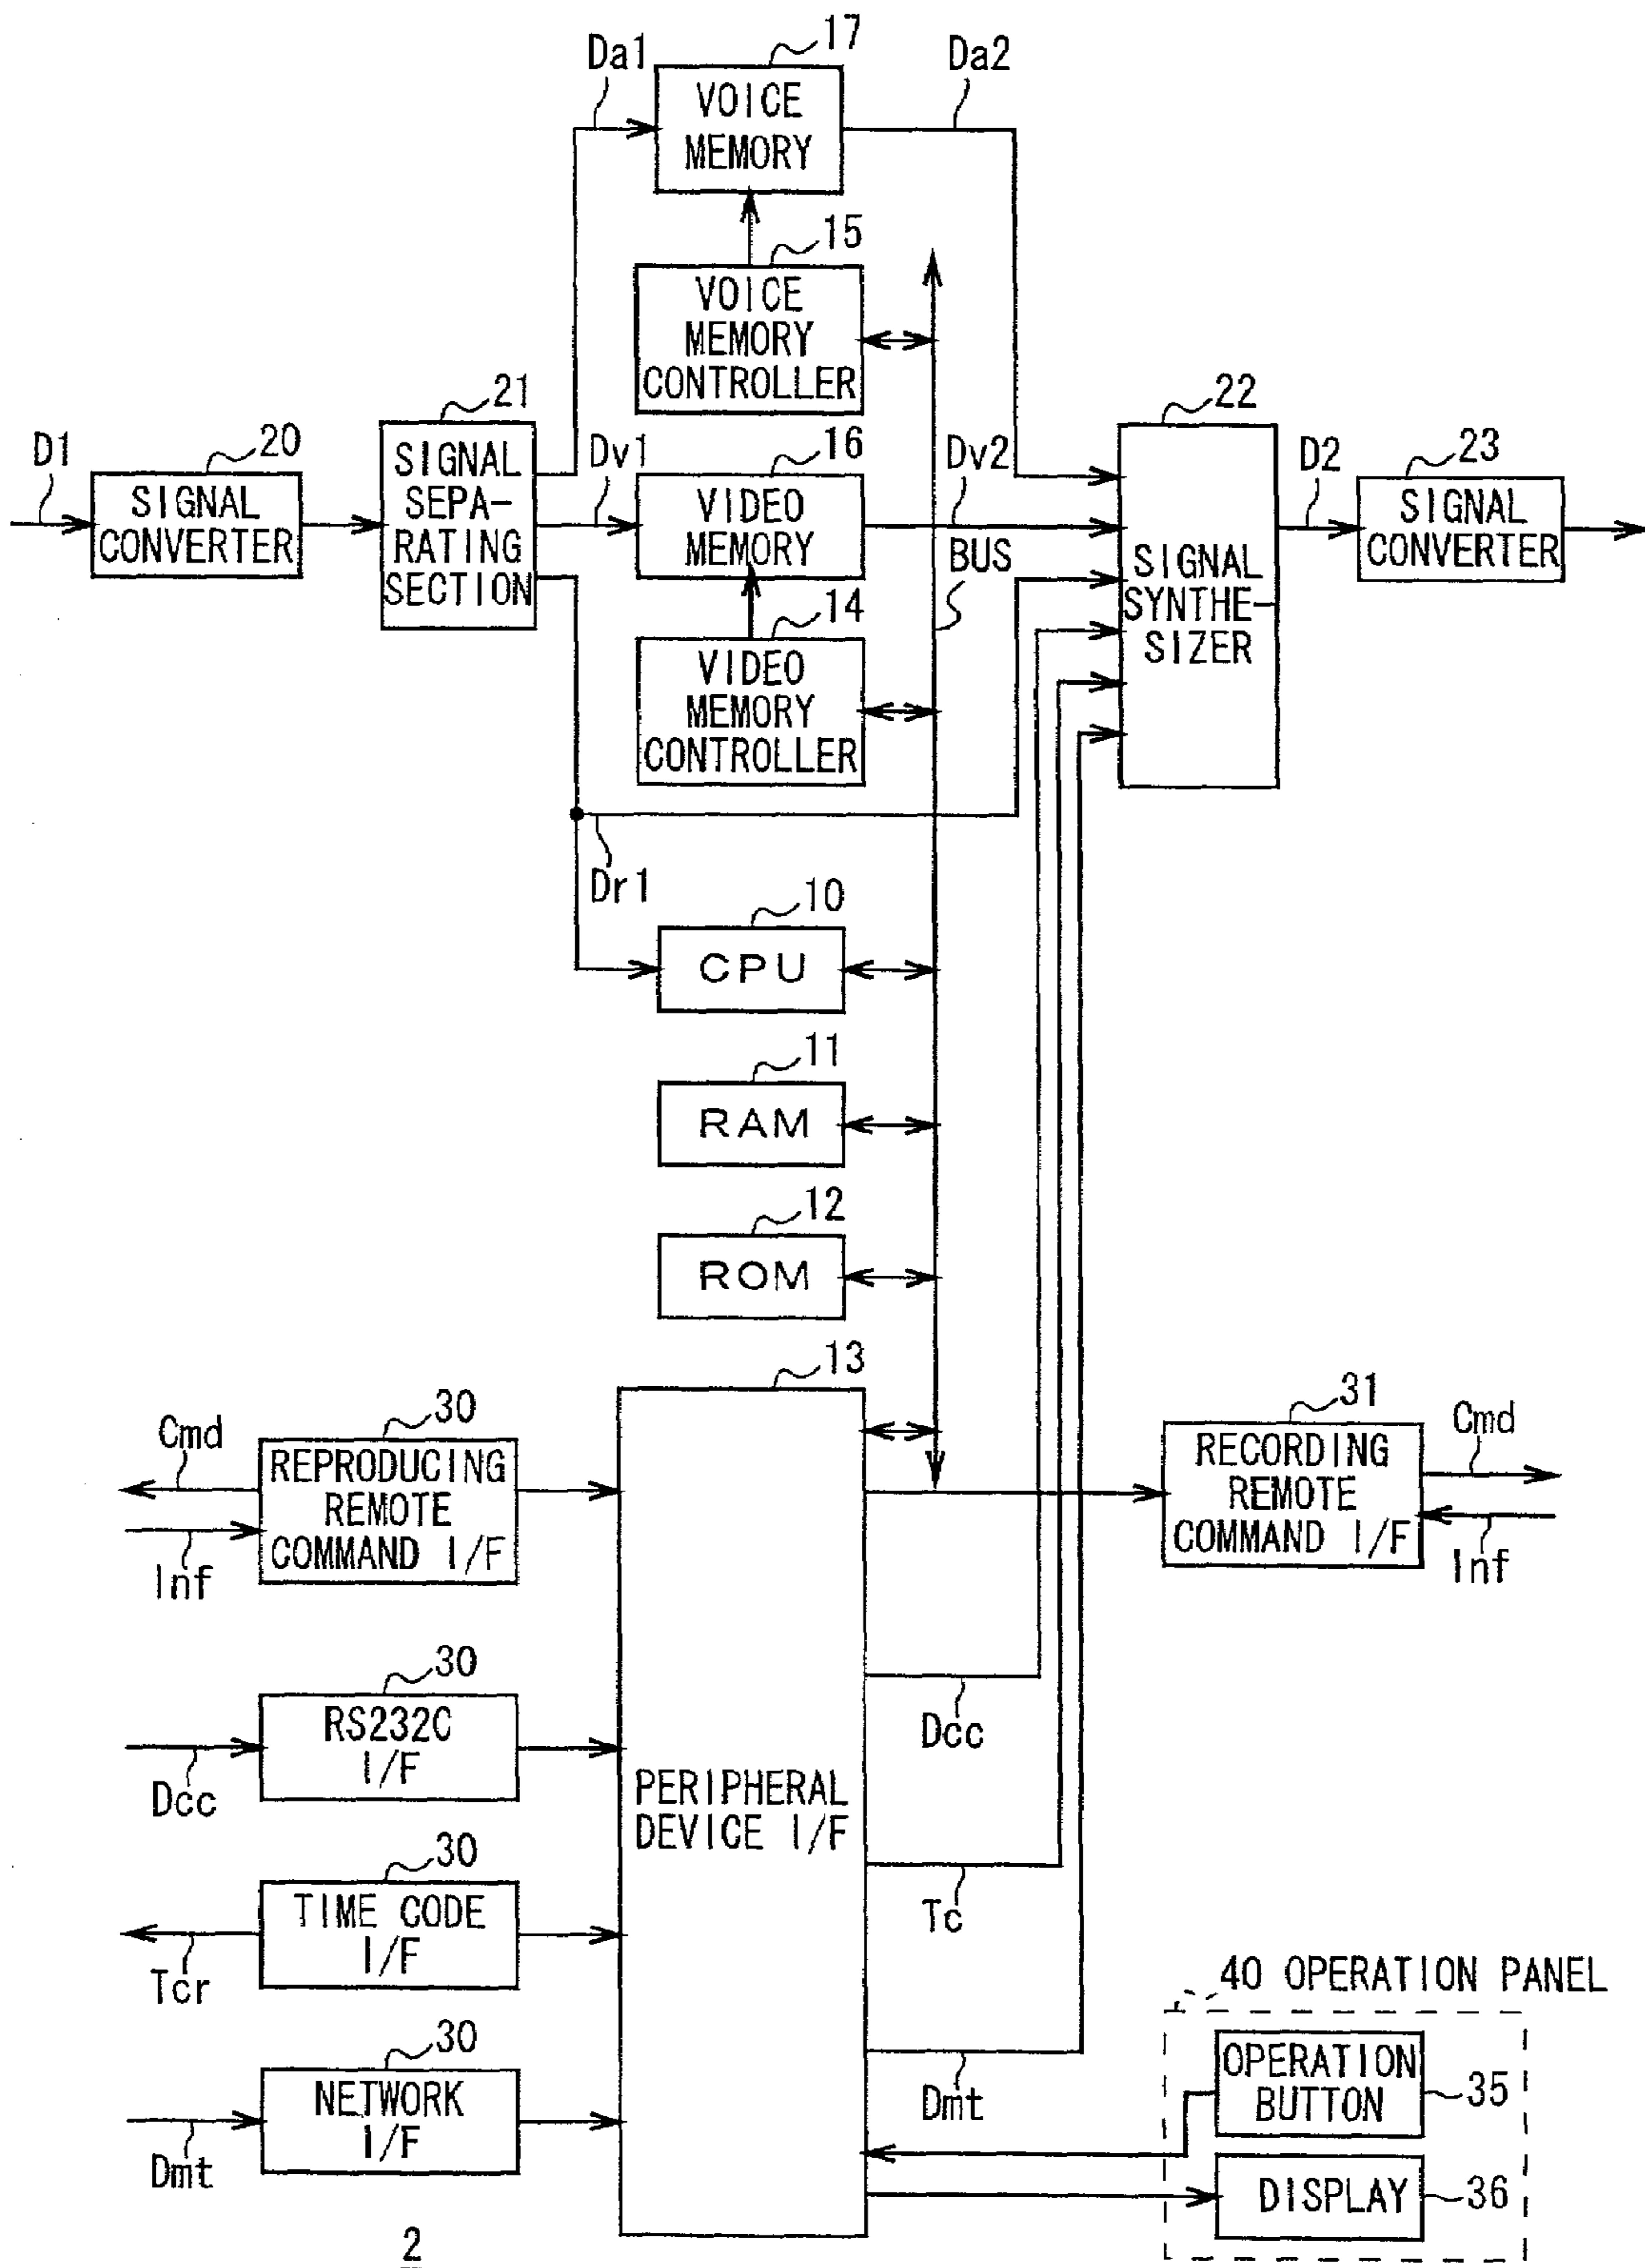 17
Da1
Da2
VOICE
MEMORY
15
VOICE
MEMORY
CONTROLLER
21
22
D1
20
SIGNAL
SEPA-
RATING
SECTION
Dv1
16
Dv2
D2
23
SIGNAL
CONVERTER
VIDEO
MEMORY
BUS
SIGNAL
SYNTHE-
SIZER
SIGNAL
CONVERTER
14
VIDEO
MEMORY
CONTROLLER
Dr1
10
CPU
11
RAM
12
ROM
13
Cmd
30
REPRODUCING
REMOTE
COMMAND I/F
Inf
31
Cmd
RECORDING
REMOTE
COMMAND I/F
Inf
30
RS232C
I/F
Dcc
Dcc
PERIPHERAL
DEVICE I/F
30
TIME CODE
I/F
Tcr
Tc
40 OPERATION PANEL
30
NETWORK
I/F
Dmt
Dmt
OPERATION
BUTTON
35
DISPLAY
36
2